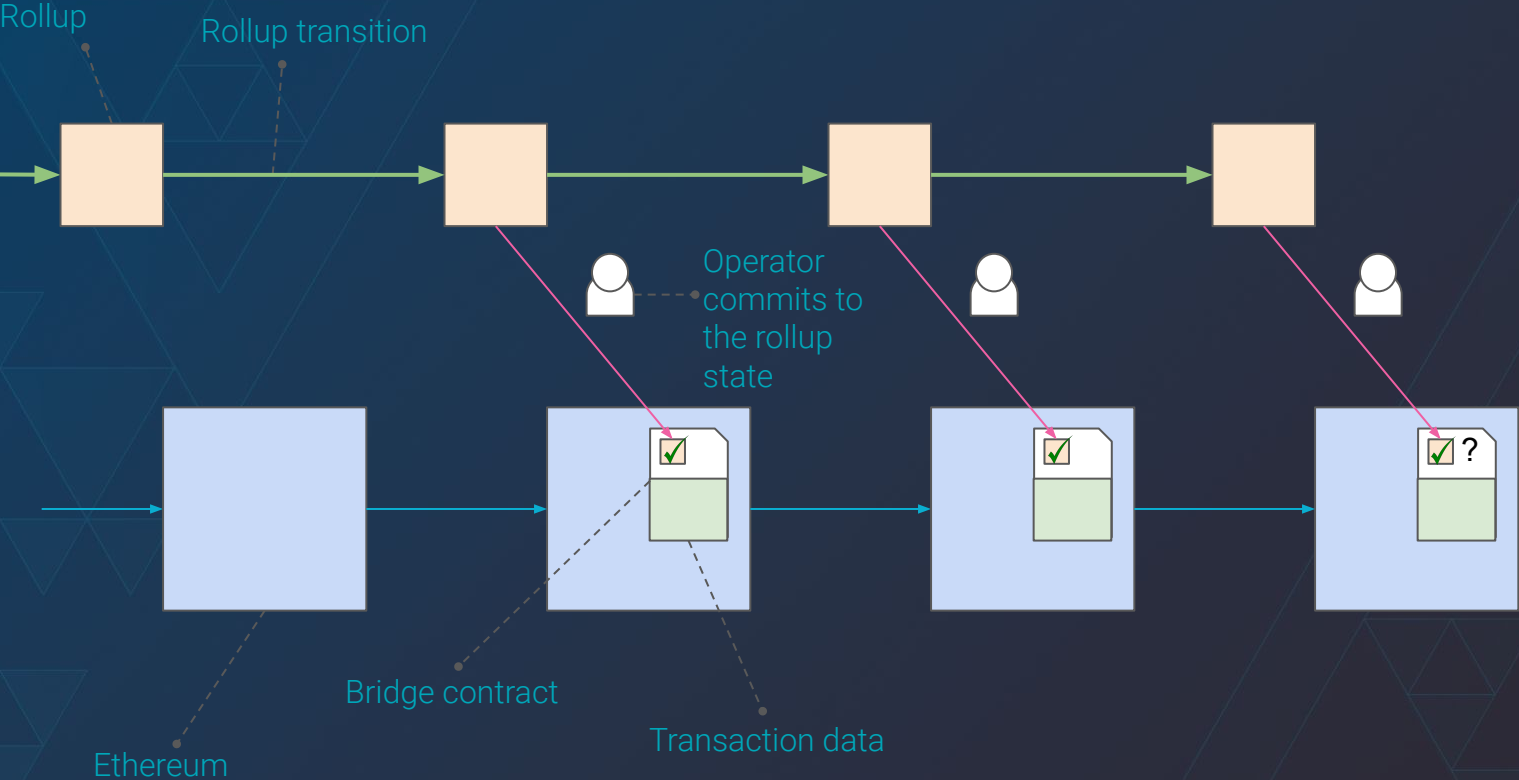 Rollup
Rollup transition
Operator
commits to
the rollup
state
?
Bridge contract
Transaction data
Ethereum